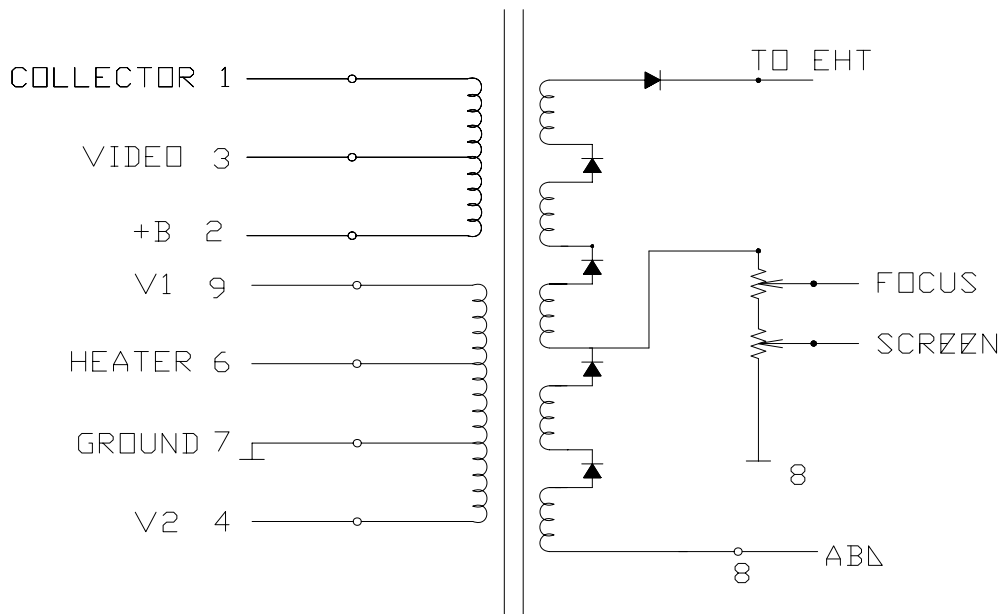 COLLECTOR 1
VIDEO 3
+B 2
V1 9
HEATER 6
GROUND 7
V2 4
TO EHT
FOCUS
SCREEN
8
ABL
8